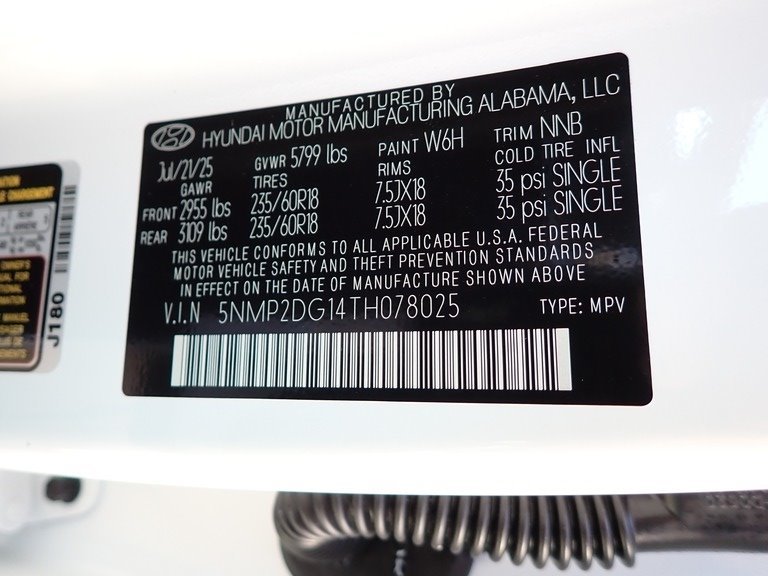 MANUFACTURED BY
HYUNDAI MOTOR MANUFACTURING ALABAMA, LLC
Jul/21/25 GVWR 5799 lbs PAINT W6H TRIM NNB
GAWR TIRES RIMS COLD TIRE INFL
FRONT 2955 lbs 235/60R18 7.5JX18 35 psi SINGLE
REAR 3109 lbs 235/60R18 7.5JX18 35 psi SINGLE
THIS VEHICLE CONFORMS TO ALL APPLICABLE U.S.A. FEDERAL
MOTOR VEHICLE SAFETY AND THEFT PREVENTION STANDARDS
IN EFFECT ON THE DATE OF MANUFACTURE SHOWN ABOVE
V.I.N 5NMP2DG14TH078025 TYPE: MPV
J180